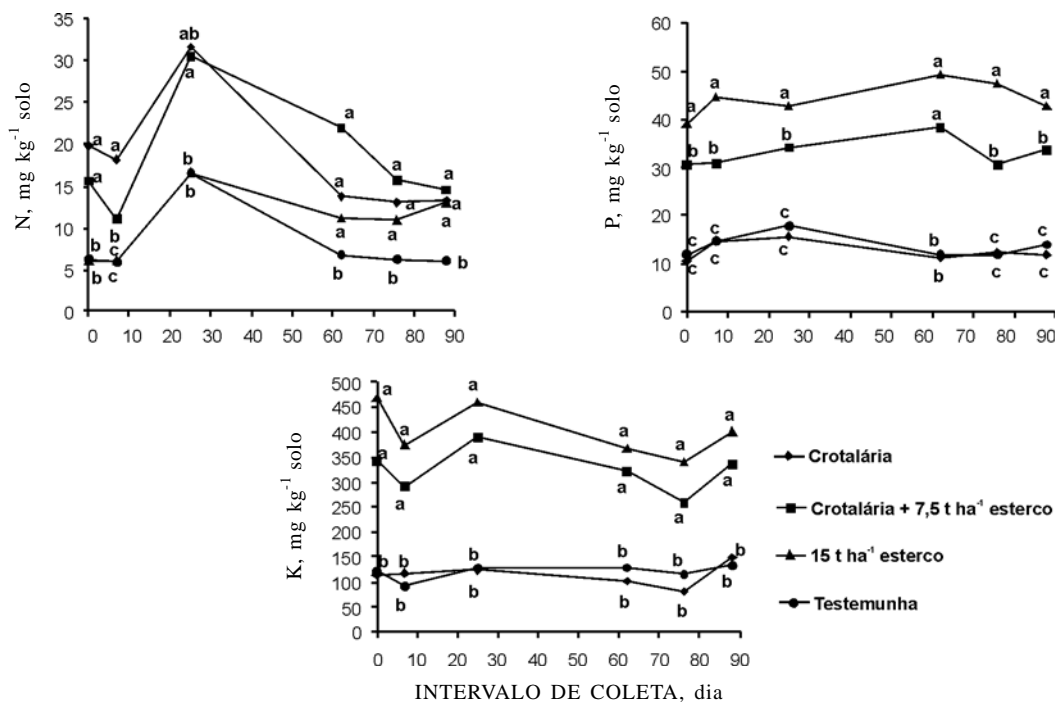 N, mg kg⁻¹ solo
35
30
25
20
15
10
5
0
0 10 20 30 40 50 60 70 80 90
a a ab a a a a a
a b b a a a a
b c b a a
b c b b b b
P, mg kg⁻¹ solo
60
50
40
30
20
10
0
0 10 20 30 40 50 60 70 80 90
a a a a a a
b b b a b b
c c c b c c
c c c b c c
K, mg kg⁻¹ solo
500
450
400
350
300
250
200
150
100
50
0
0 10 20 30 40 50 60 70 80 90
a a a a a a
a a a a a a
b b b b b b
b b b b b
INTERVALO DE COLETA, dia
Crotalária
Crotalária + 7,5 t ha⁻¹ esterco
15 t ha⁻¹ esterco
Testemunha